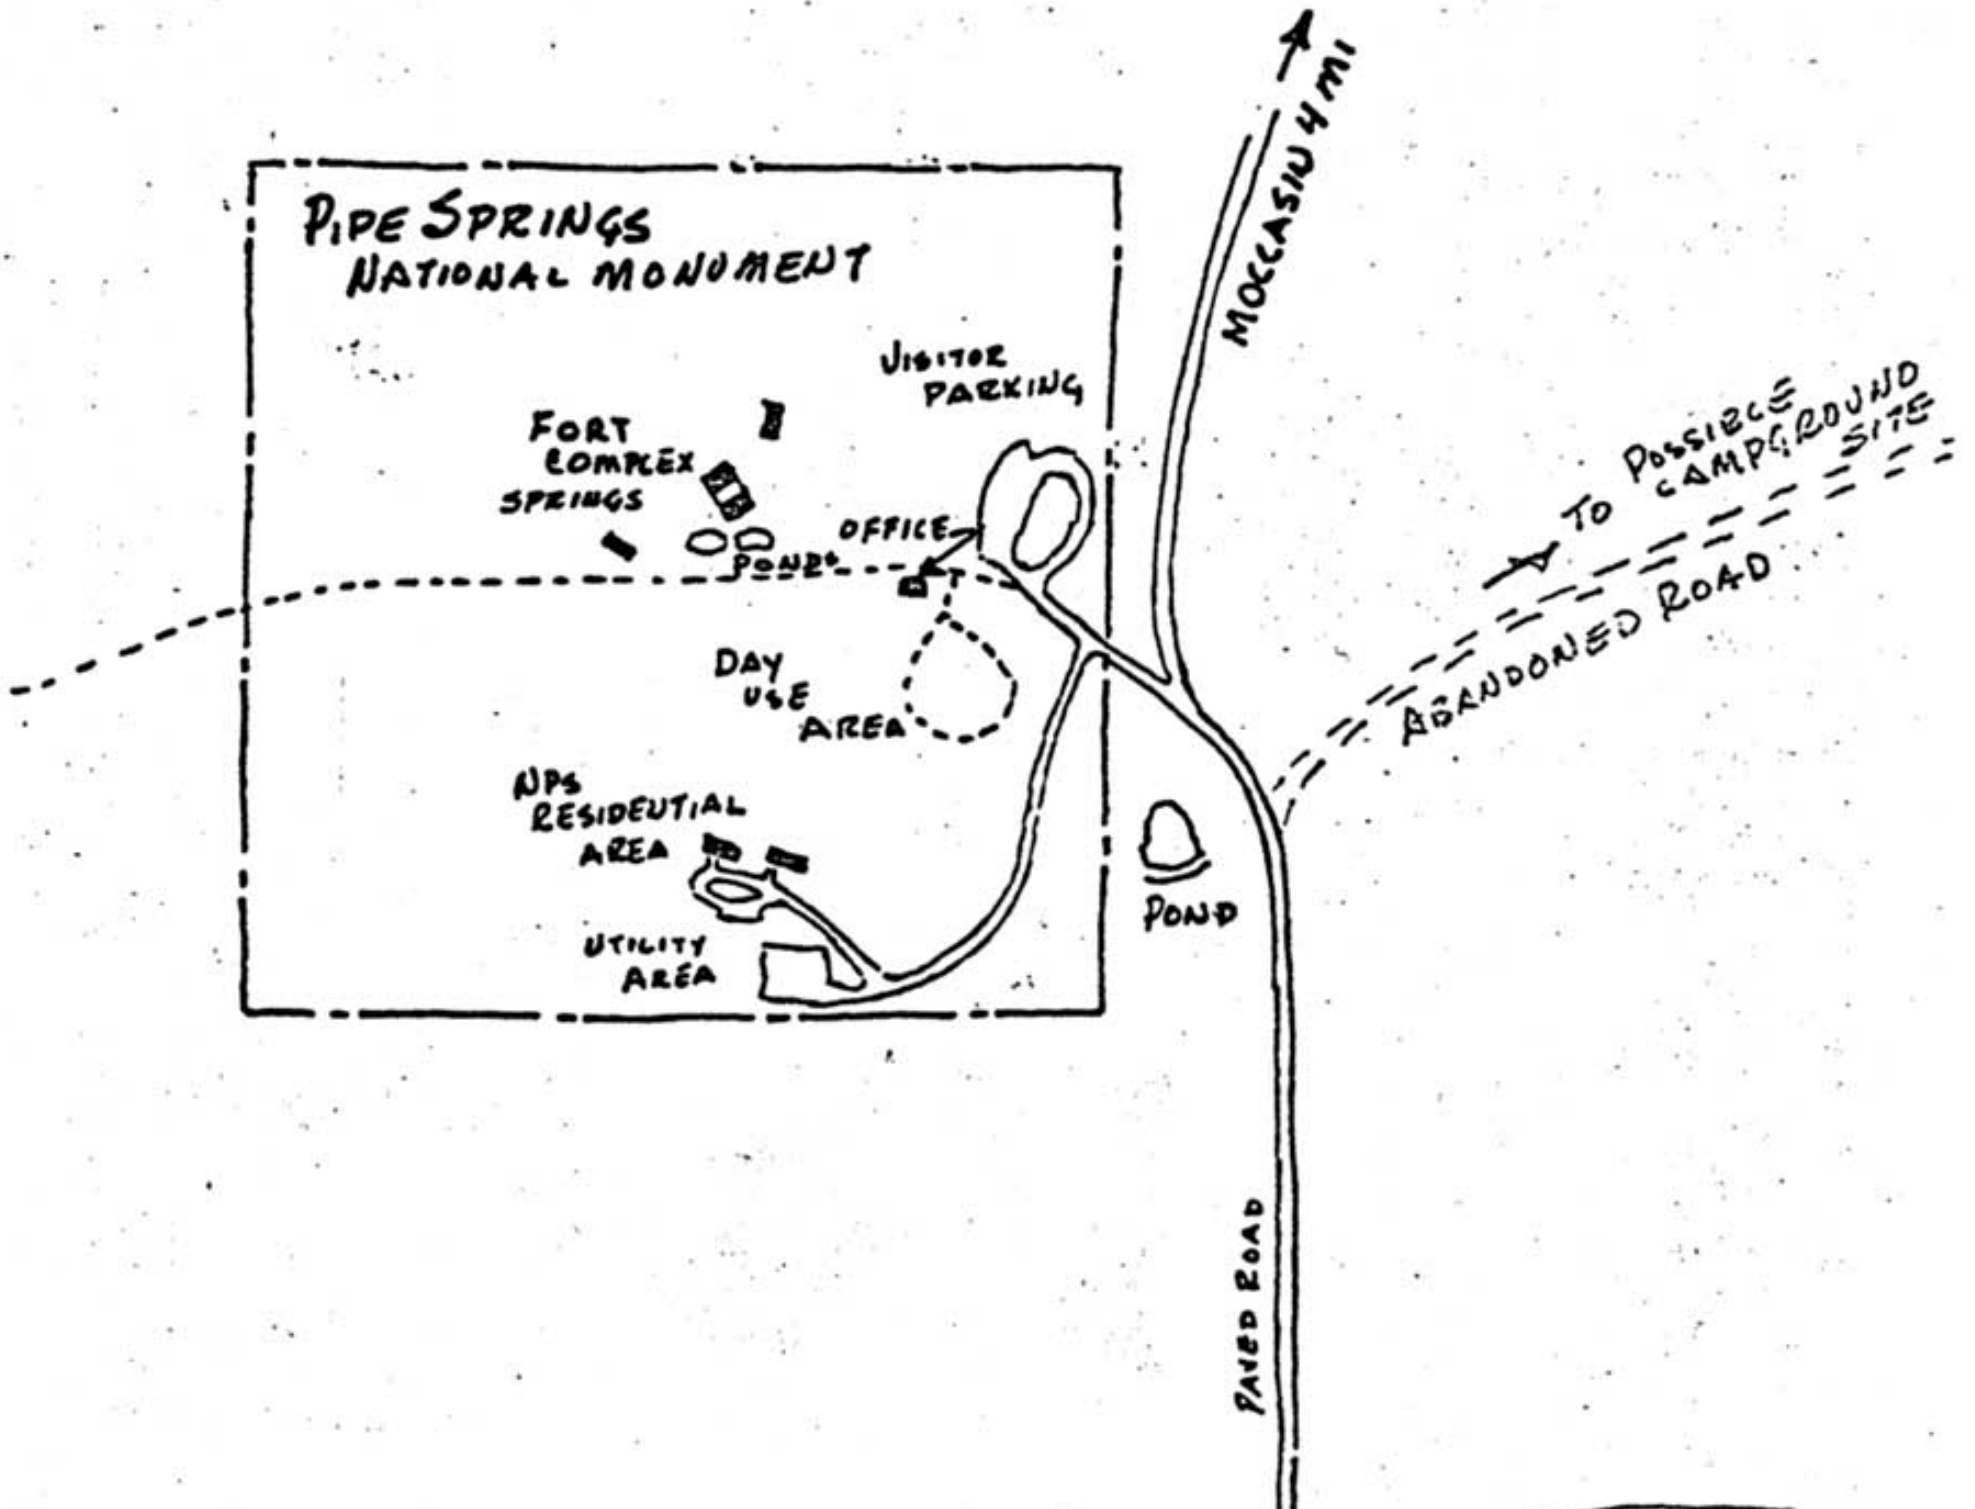 PIPE SPRINGS
NATIONAL MONUMENT
MOCCASIN 4 MI
VISITOR
PARKING
FORT
COMPLEX
SPRINGS
OFFICE
PONDS
TO POSSIBLE
CAMPGROUND
SITE
ABANDONED ROAD
DAY
USE
AREA
NPS
RESIDENTIAL
AREA
UTILITY
AREA
POND
PAVED ROAD